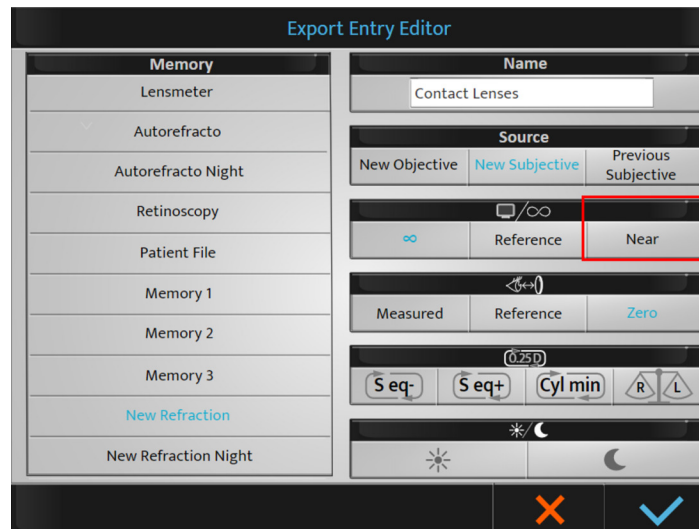 Export Entry Editor
Memory
Lensmeter
Autorefracto
Autorefracto Night
Retinoscopy
Patient File
Memory 1
Memory 2
Memory 3
New Refraction
New Refraction Night
Name
Contact Lenses
Source
New Objective
New Subjective
Previous
Subjective
/∞
∞
Reference
Near
Measured
Reference
Zero
0.25 D
S eq-
S eq+
Cyl min
R
L